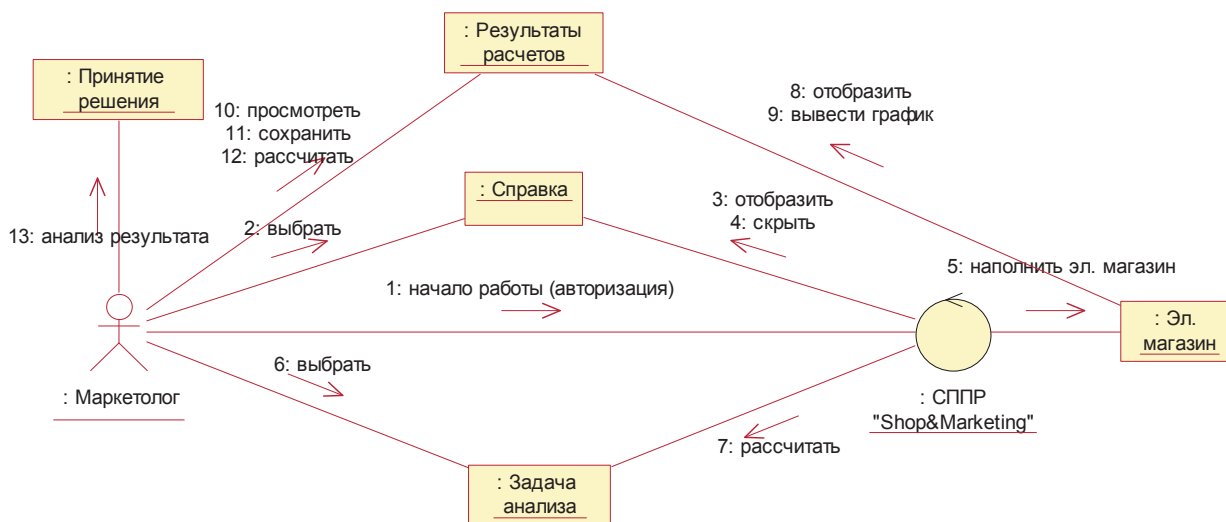 : Результаты
расчетов
: Принятие
решения
8: отобразить
9: вывести график
10: просмотреть
11: сохранить
12: рассчитать
: Справка
3: отобразить
4: скрыть
13: анализ результата
2: выбрать
5: наполнить эл. магазин
1: начало работы (авторизация)
: Эл.
магазин
6: выбрать
: Маркетолог
: СППР
"Shop&Marketing"
7: рассчитать
: Задача
анализа